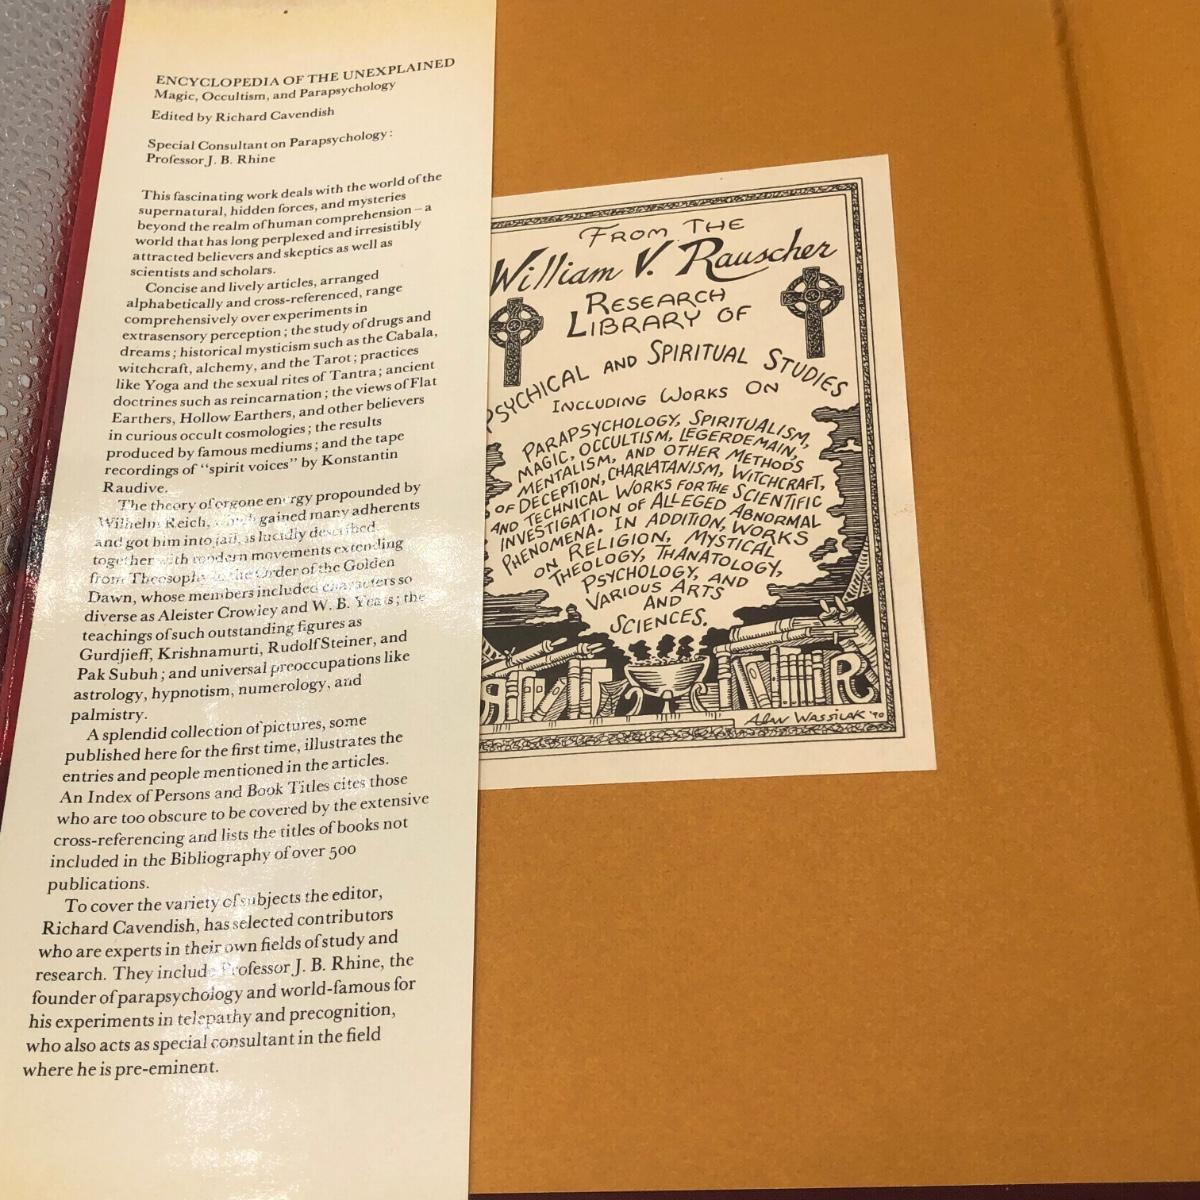 ENCYCLOPEDIA OF THE UNEXPLAINED
Magic, Occultism, and Parapsychology
Edited by Richard Cavendish
Special Consultant on Parapsychology:
Professor J. B. Rhine
This fascinating work deals with the world of the
supernatural, hidden forces, and mysteries
beyond the realm of human comprehension – a
world that has long perplexed and irresistibly
attracted believers and skeptics as well as
scientists and scholars.
Concise and lively articles, arranged
alphabetically and cross-referenced, range
comprehensively over experiments in
extrasensory perception; the study of drugs and
dreams; historical mysticism such as the Cabala,
witchcraft, alchemy, and the Tarot; practices
like Yoga and the sexual rites of Tantra; ancient
doctrines such as reincarnation; the views of Flat
Earthers, Hollow Earthers, and other believers
in curious occult cosmologies; the results
produced by famous mediums; and the tape
recordings of "spirit voices" by Konstantin
Raudive.
The theory of orgone energy propounded by
Wilhelm Reich, which gained many adherents
and got him into jail, is lucidly described
together with modern movements extending
from Theosophy to the Order of the Golden
Dawn, whose members included characters so
diverse as Aleister Crowley and W. B. Yeats; the
teachings of such outstanding figures as
Gurdjieff, Krishnamurti, Rudolf Steiner, and
Pak Subuh; and universal preoccupations like
astrology, hypnotism, numerology, and
palmistry.
A splendid collection of pictures, some
published here for the first time, illustrates the
entries and people mentioned in the articles.
An Index of Persons and Book Titles cites those
who are too obscure to be covered by the extensive
cross-referencing and lists the titles of books not
included in the Bibliography of over 500
publications.
To cover the variety of subjects the editor,
Richard Cavendish, has selected contributors
who are experts in their own fields of study and
research. They include Professor J. B. Rhine, the
founder of parapsychology and world-famous for
his experiments in telepathy and precognition,
who also acts as special consultant in the field
where he is pre-eminent.
FROM THE
William V. Rauscher
RESEARCH
LIBRARY OF
PSYCHICAL AND SPIRITUAL STUDIES
INCLUDING WORKS ON
PARAPSYCHOLOGY, SPIRITUALISM,
MAGIC, OCCULTISM, LEGERDEMAIN,
MENTALISM, AND OTHER METHODS
OF DECEPTION, CHARLATANISM, WITCHCRAFT,
AND TECHNICAL WORKS FOR THE SCIENTIFIC
INVESTIGATION OF ALLEGED ABNORMAL
PHENOMENA. IN ADDITION, WORKS
ON RELIGION, MYSTICAL
THEOLOGY, THANATOLOGY,
PSYCHOLOGY, AND
VARIOUS ARTS
AND
SCIENCES.
R
Alan Wassilak '90